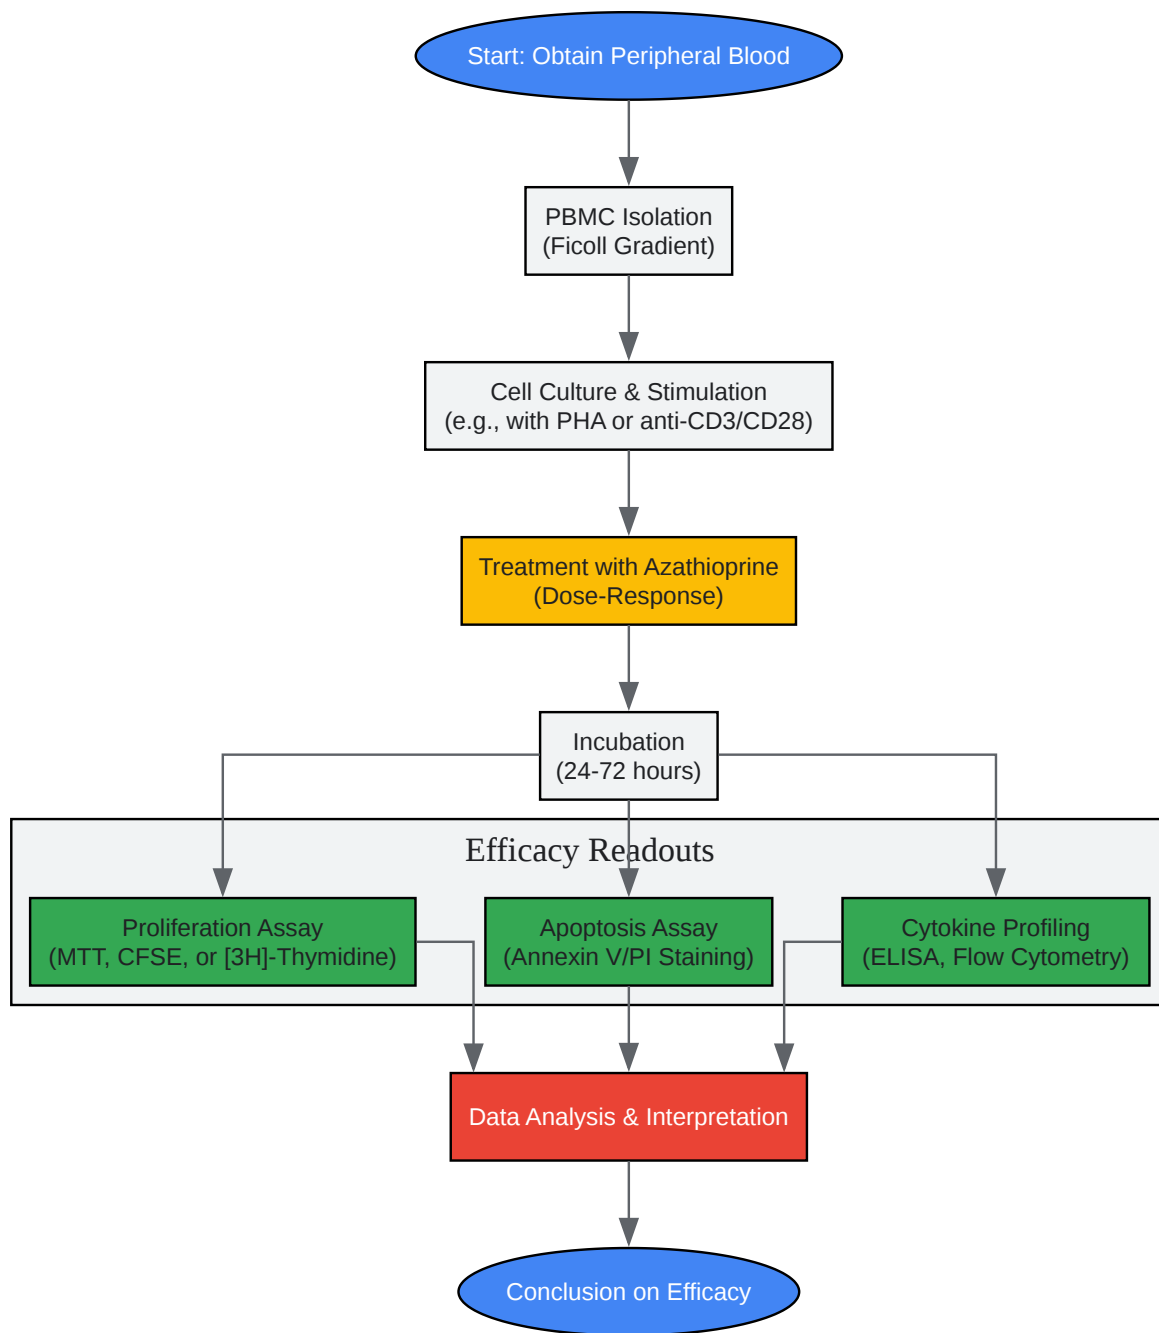 Start: Obtain Peripheral Blood
PBMC Isolation
(Ficoll Gradient)
Cell Culture & Stimulation
(e.g., with PHA or anti-CD3/CD28)
Treatment with Azathioprine
(Dose-Response)
Incubation
(24-72 hours)
Efficacy Readouts
Proliferation Assay
(MTT, CFSE, or [3H]-Thymidine)
Apoptosis Assay
(Annexin V/PI Staining)
Cytokine Profiling
(ELISA, Flow Cytometry)
Data Analysis & Interpretation
Conclusion on Efficacy